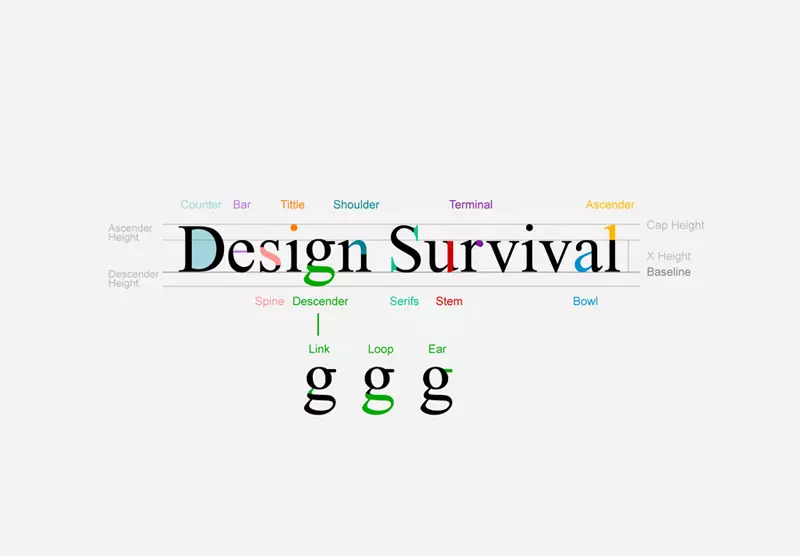 Counter Bar Tittle Shoulder Terminal Ascender
Ascender
Height
Cap Height
Design Survival
X Height
Descender
Height
Baseline
Spine Descender Serifs Stem Bowl
Link Loop Ear
g g g